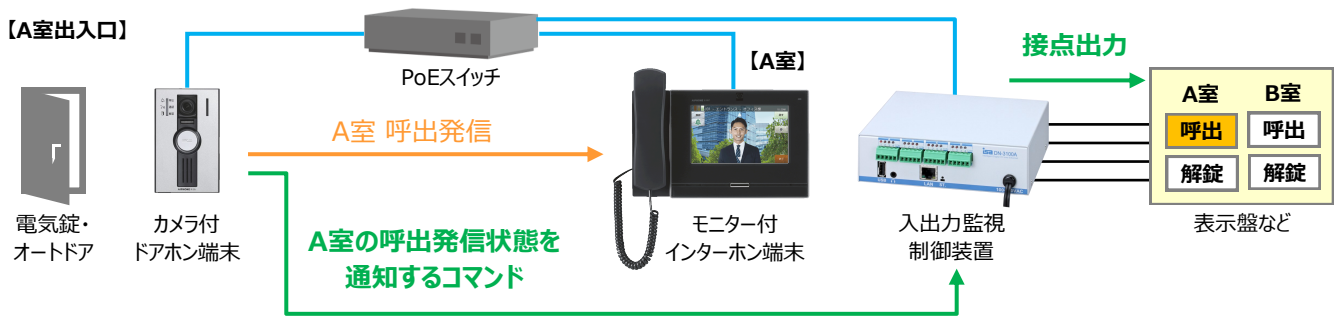 【A室出入口】
PoEスイッチ
【A室】
接点出力
A室 B室
呼出 呼出
解錠 解錠
A室 呼出発信
DN-3100A
LAN
電気錠・
オートドア
カメラ付
ドアホン端末
A室の呼出発信状態を
通知するコマンド
モニター付
インターホン端末
入出力監視
制御装置
表示盤など